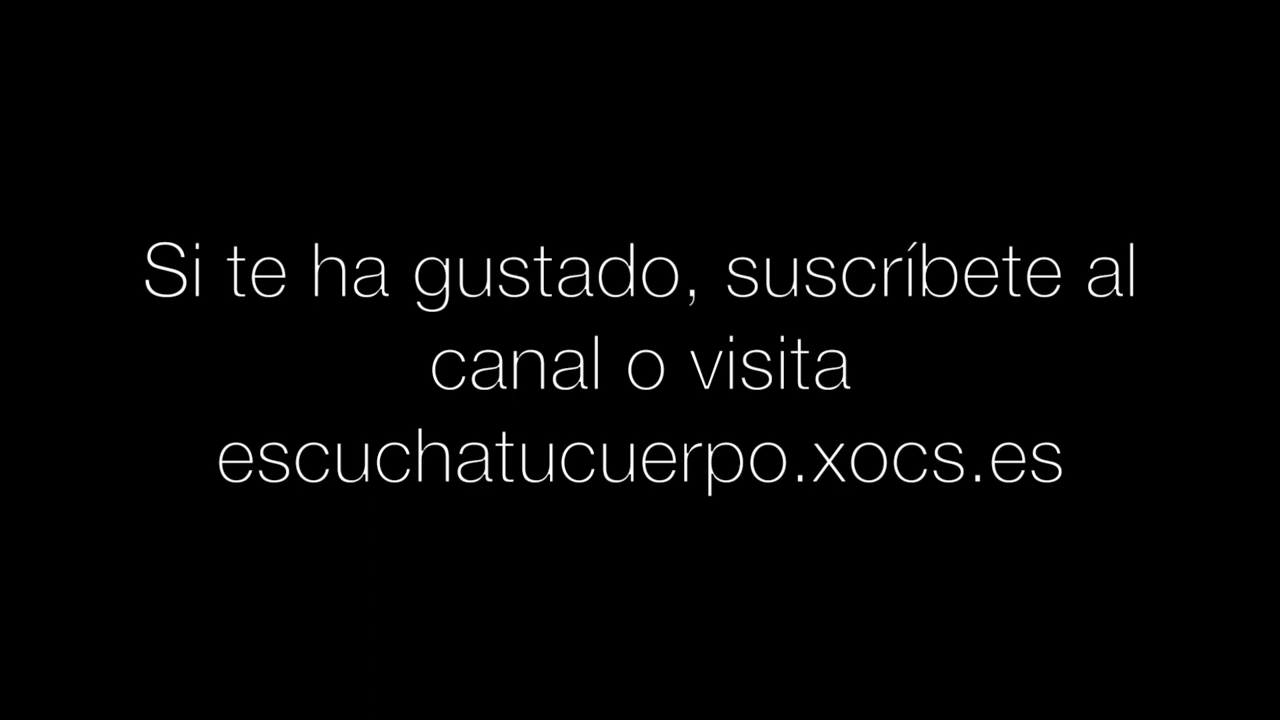 Si te ha gustado, suscríbete al
canal o visita
escuchatucuerpo.xocs.es